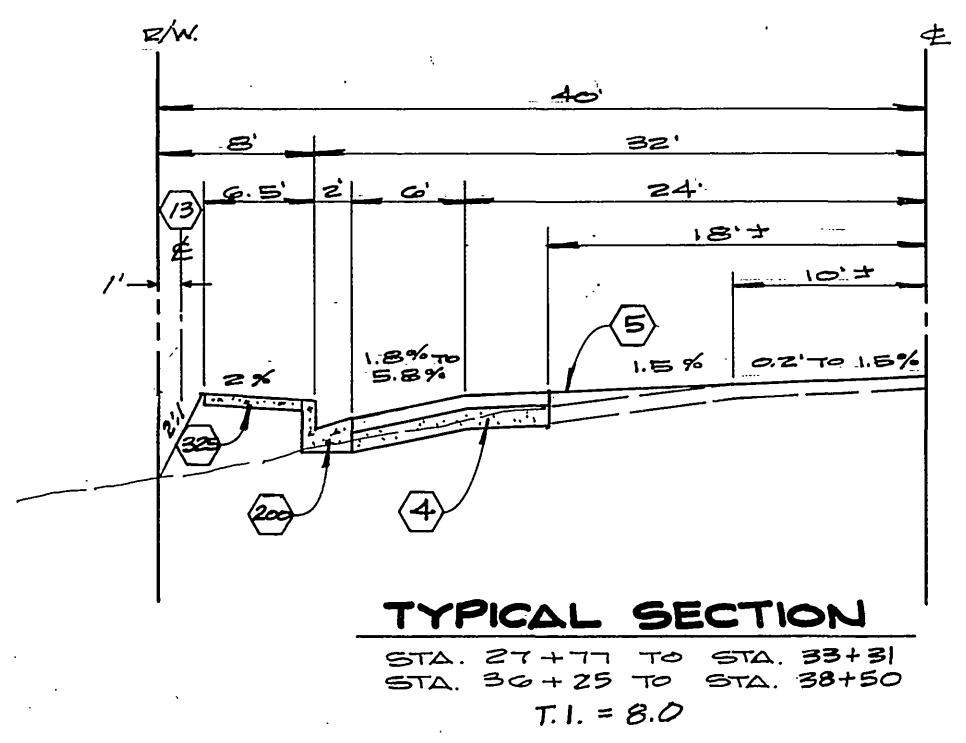 R/W. ℄
40'
8' 32'
6.5' 2' 6' 24'
13
18'±
℄
1' 10'±
5
1.8% TO
5.8%
2% 1.5% 0.2' TO 1.5%
2:1
325
200 4
TYPICAL SECTION
STA. 27+77 TO STA. 33+31
STA. 36+25 TO STA. 38+50
T.I. = 8.0